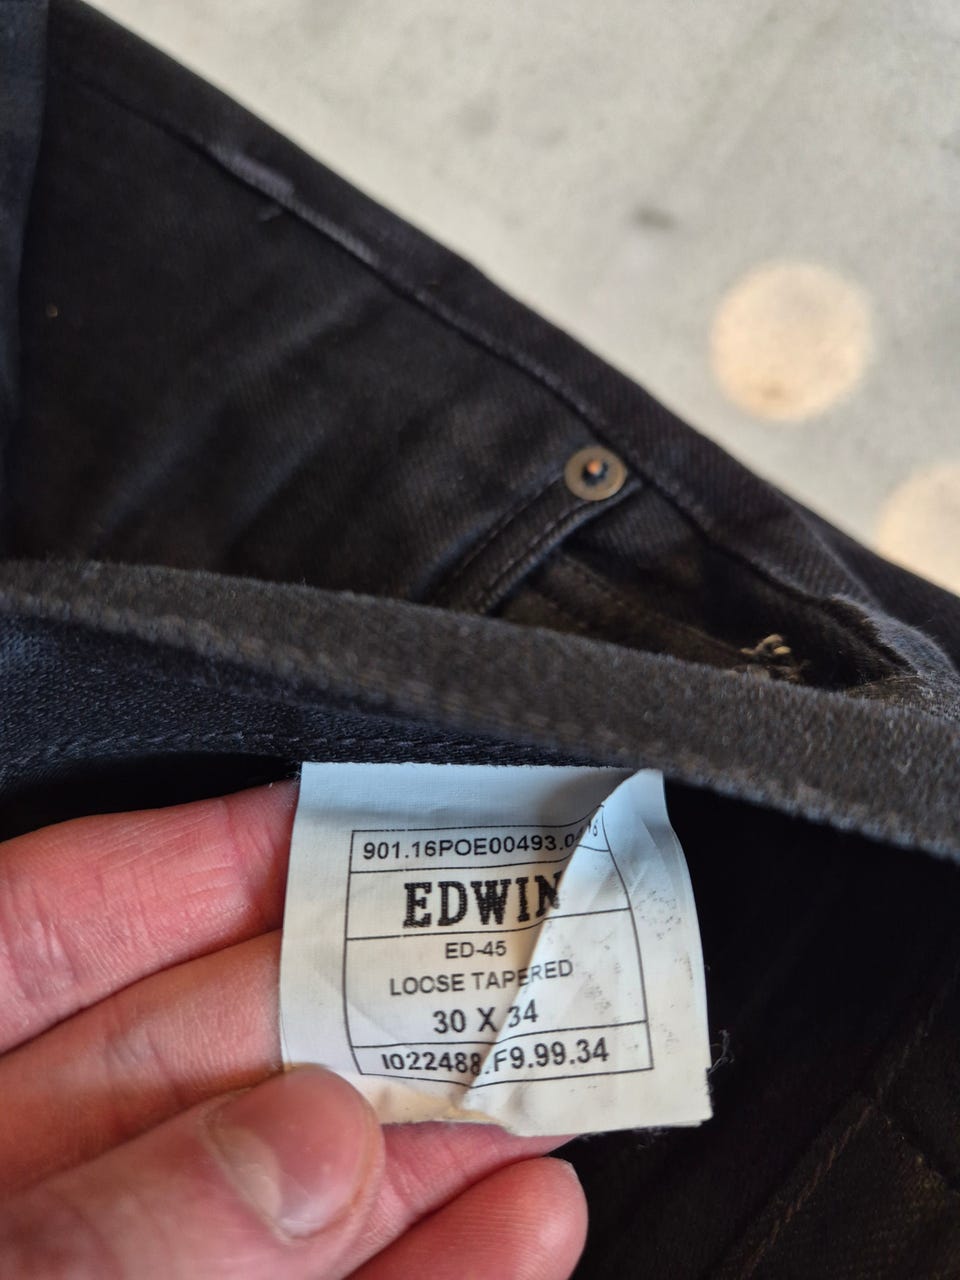 901.16POE00493.0
EDWIN
ED-45
LOOSE TAPERED
30 X 34
I022488.F9.99.34